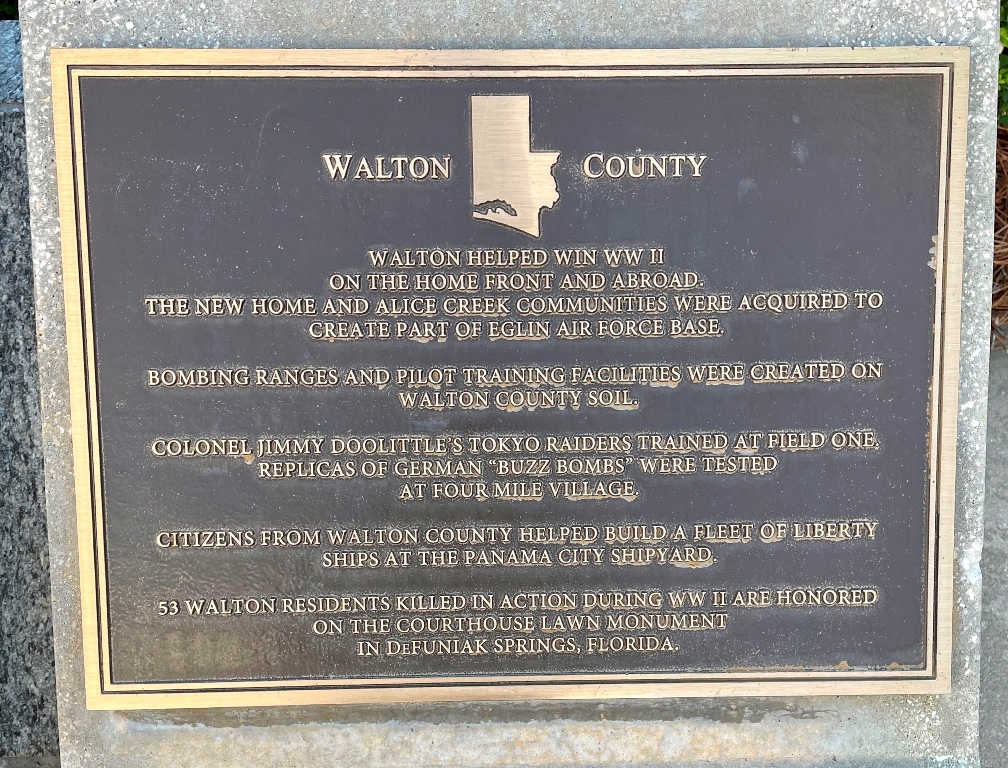 WALTON COUNTY
WALTON HELPED WIN WW II
ON THE HOME FRONT AND ABROAD.
THE NEW HOME AND ALICE CREEK COMMUNITIES WERE ACQUIRED TO
CREATE PART OF EGLIN AIR FORCE BASE.
BOMBING RANGES AND PILOT TRAINING FACILITIES WERE CREATED ON
WALTON COUNTY SOIL.
COLONEL JIMMY DOOLITTLE'S TOKYO RAIDERS TRAINED AT FIELD ONE.
REPLICAS OF GERMAN "BUZZ BOMBS" WERE TESTED
AT FOUR MILE VILLAGE.
CITIZENS FROM WALTON COUNTY HELPED BUILD A FLEET OF LIBERTY
SHIPS AT THE PANAMA CITY SHIPYARD.
53 WALTON RESIDENTS KILLED IN ACTION DURING WW II ARE HONORED
ON THE COURTHOUSE LAWN MONUMENT
IN DEFUNIAK SPRINGS, FLORIDA.